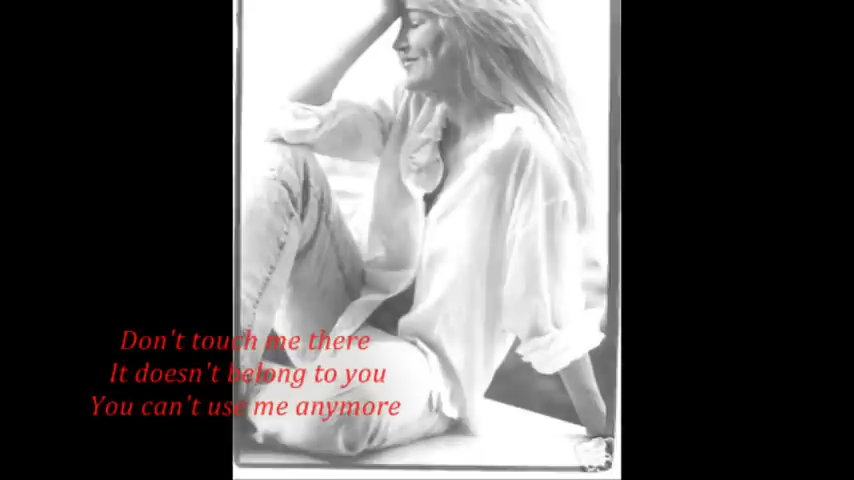 Don't touch me there
It doesn't belong to you
You can't use me anymore